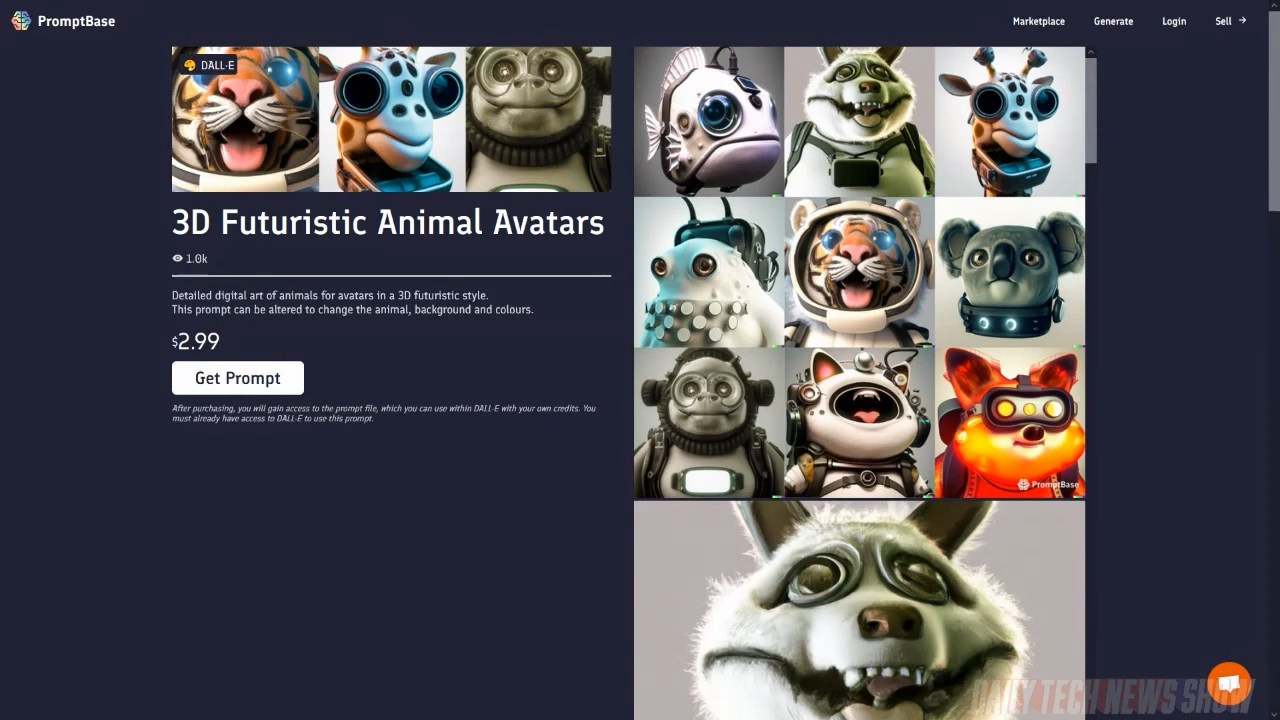 PromptBase
Marketplace
Generate
Login
Sell →
DALL·E
3D Futuristic Animal Avatars
1.0k
Detailed digital art of animals for avatars in a 3D futuristic style.
This prompt can be altered to change the animal, background and colours.
$2.99
Get Prompt
After purchasing, you will gain access to the prompt file, which you can use within DALL·E with your own credits. You
must already have access to DALL·E to use this prompt.
PromptBase
DAILY TECH NEWS SHOW